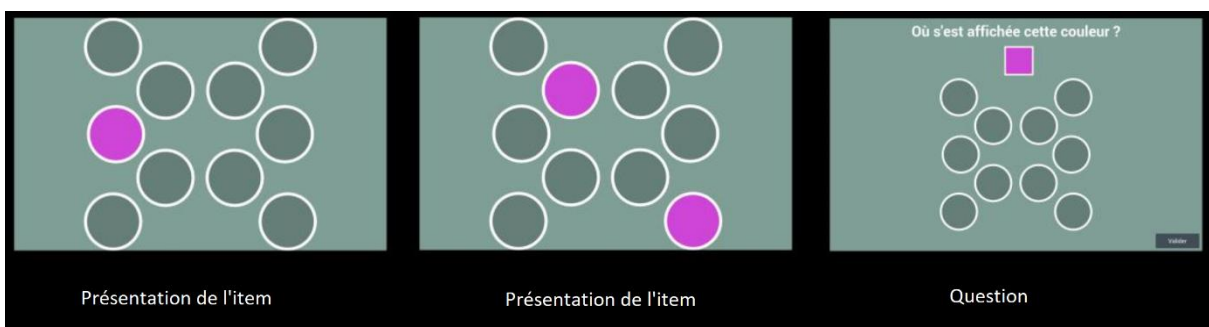 Où s'est affichée cette couleur ?
Valider
Présentation de l'item
Présentation de l'item
Question